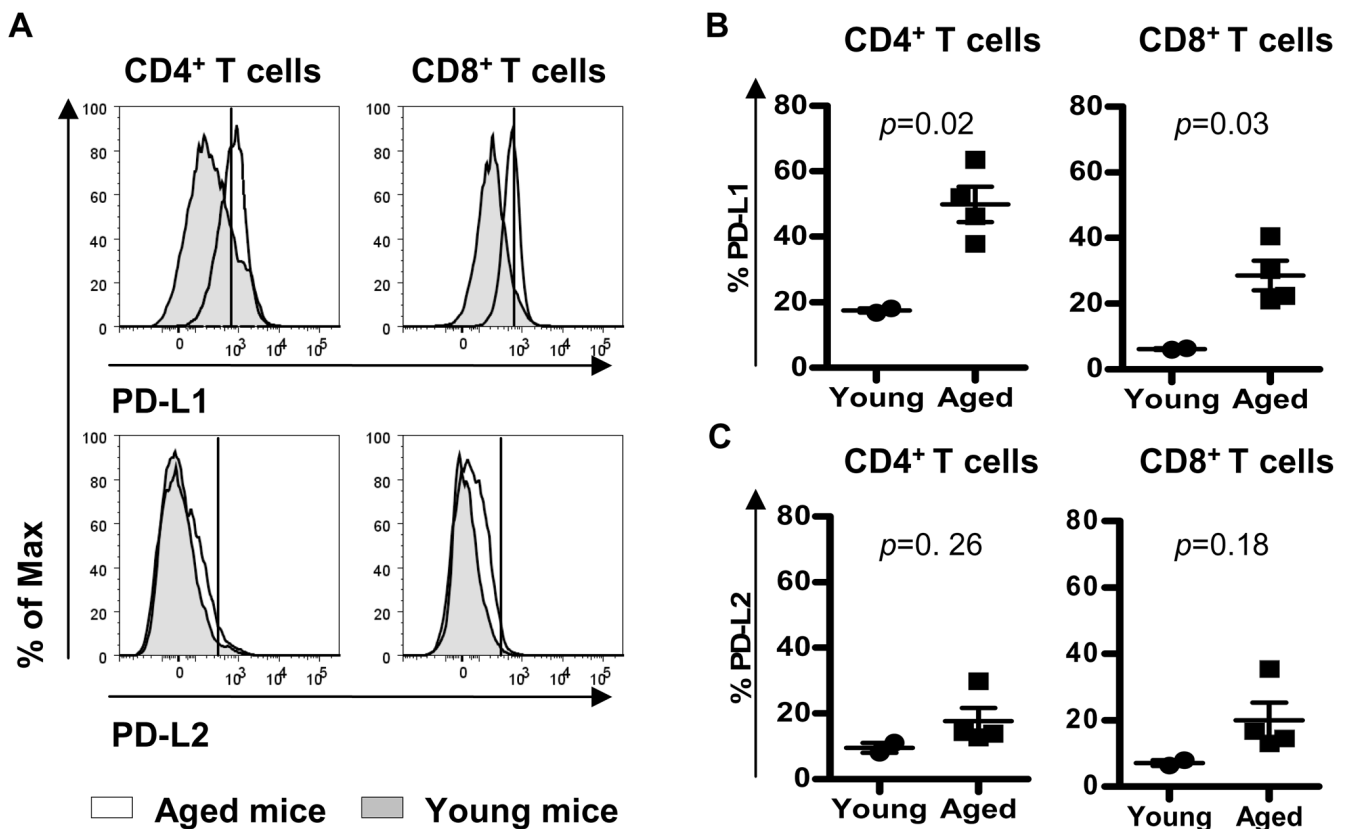 A
CD4+ T cells
CD8+ T cells
100
80
60
40
20
0
0 10³ 10⁴ 10⁵
100
80
60
40
20
0
0 10³ 10⁴ 10⁵
PD-L1
100
80
60
40
20
0
0 10³ 10⁴ 10⁵
100
80
60
40
20
0
0 10³ 10⁴ 10⁵
PD-L2
% of Max
Aged mice
Young mice
B
CD4+ T cells
CD8+ T cells
% PD-L1
80
60
40
20
0
p=0.02
Young Aged
80
60
40
20
0
p=0.03
Young Aged
C
CD4+ T cells
CD8+ T cells
% PD-L2
80
60
40
20
0
p=0. 26
Young Aged
80
60
40
20
0
p=0.18
Young Aged